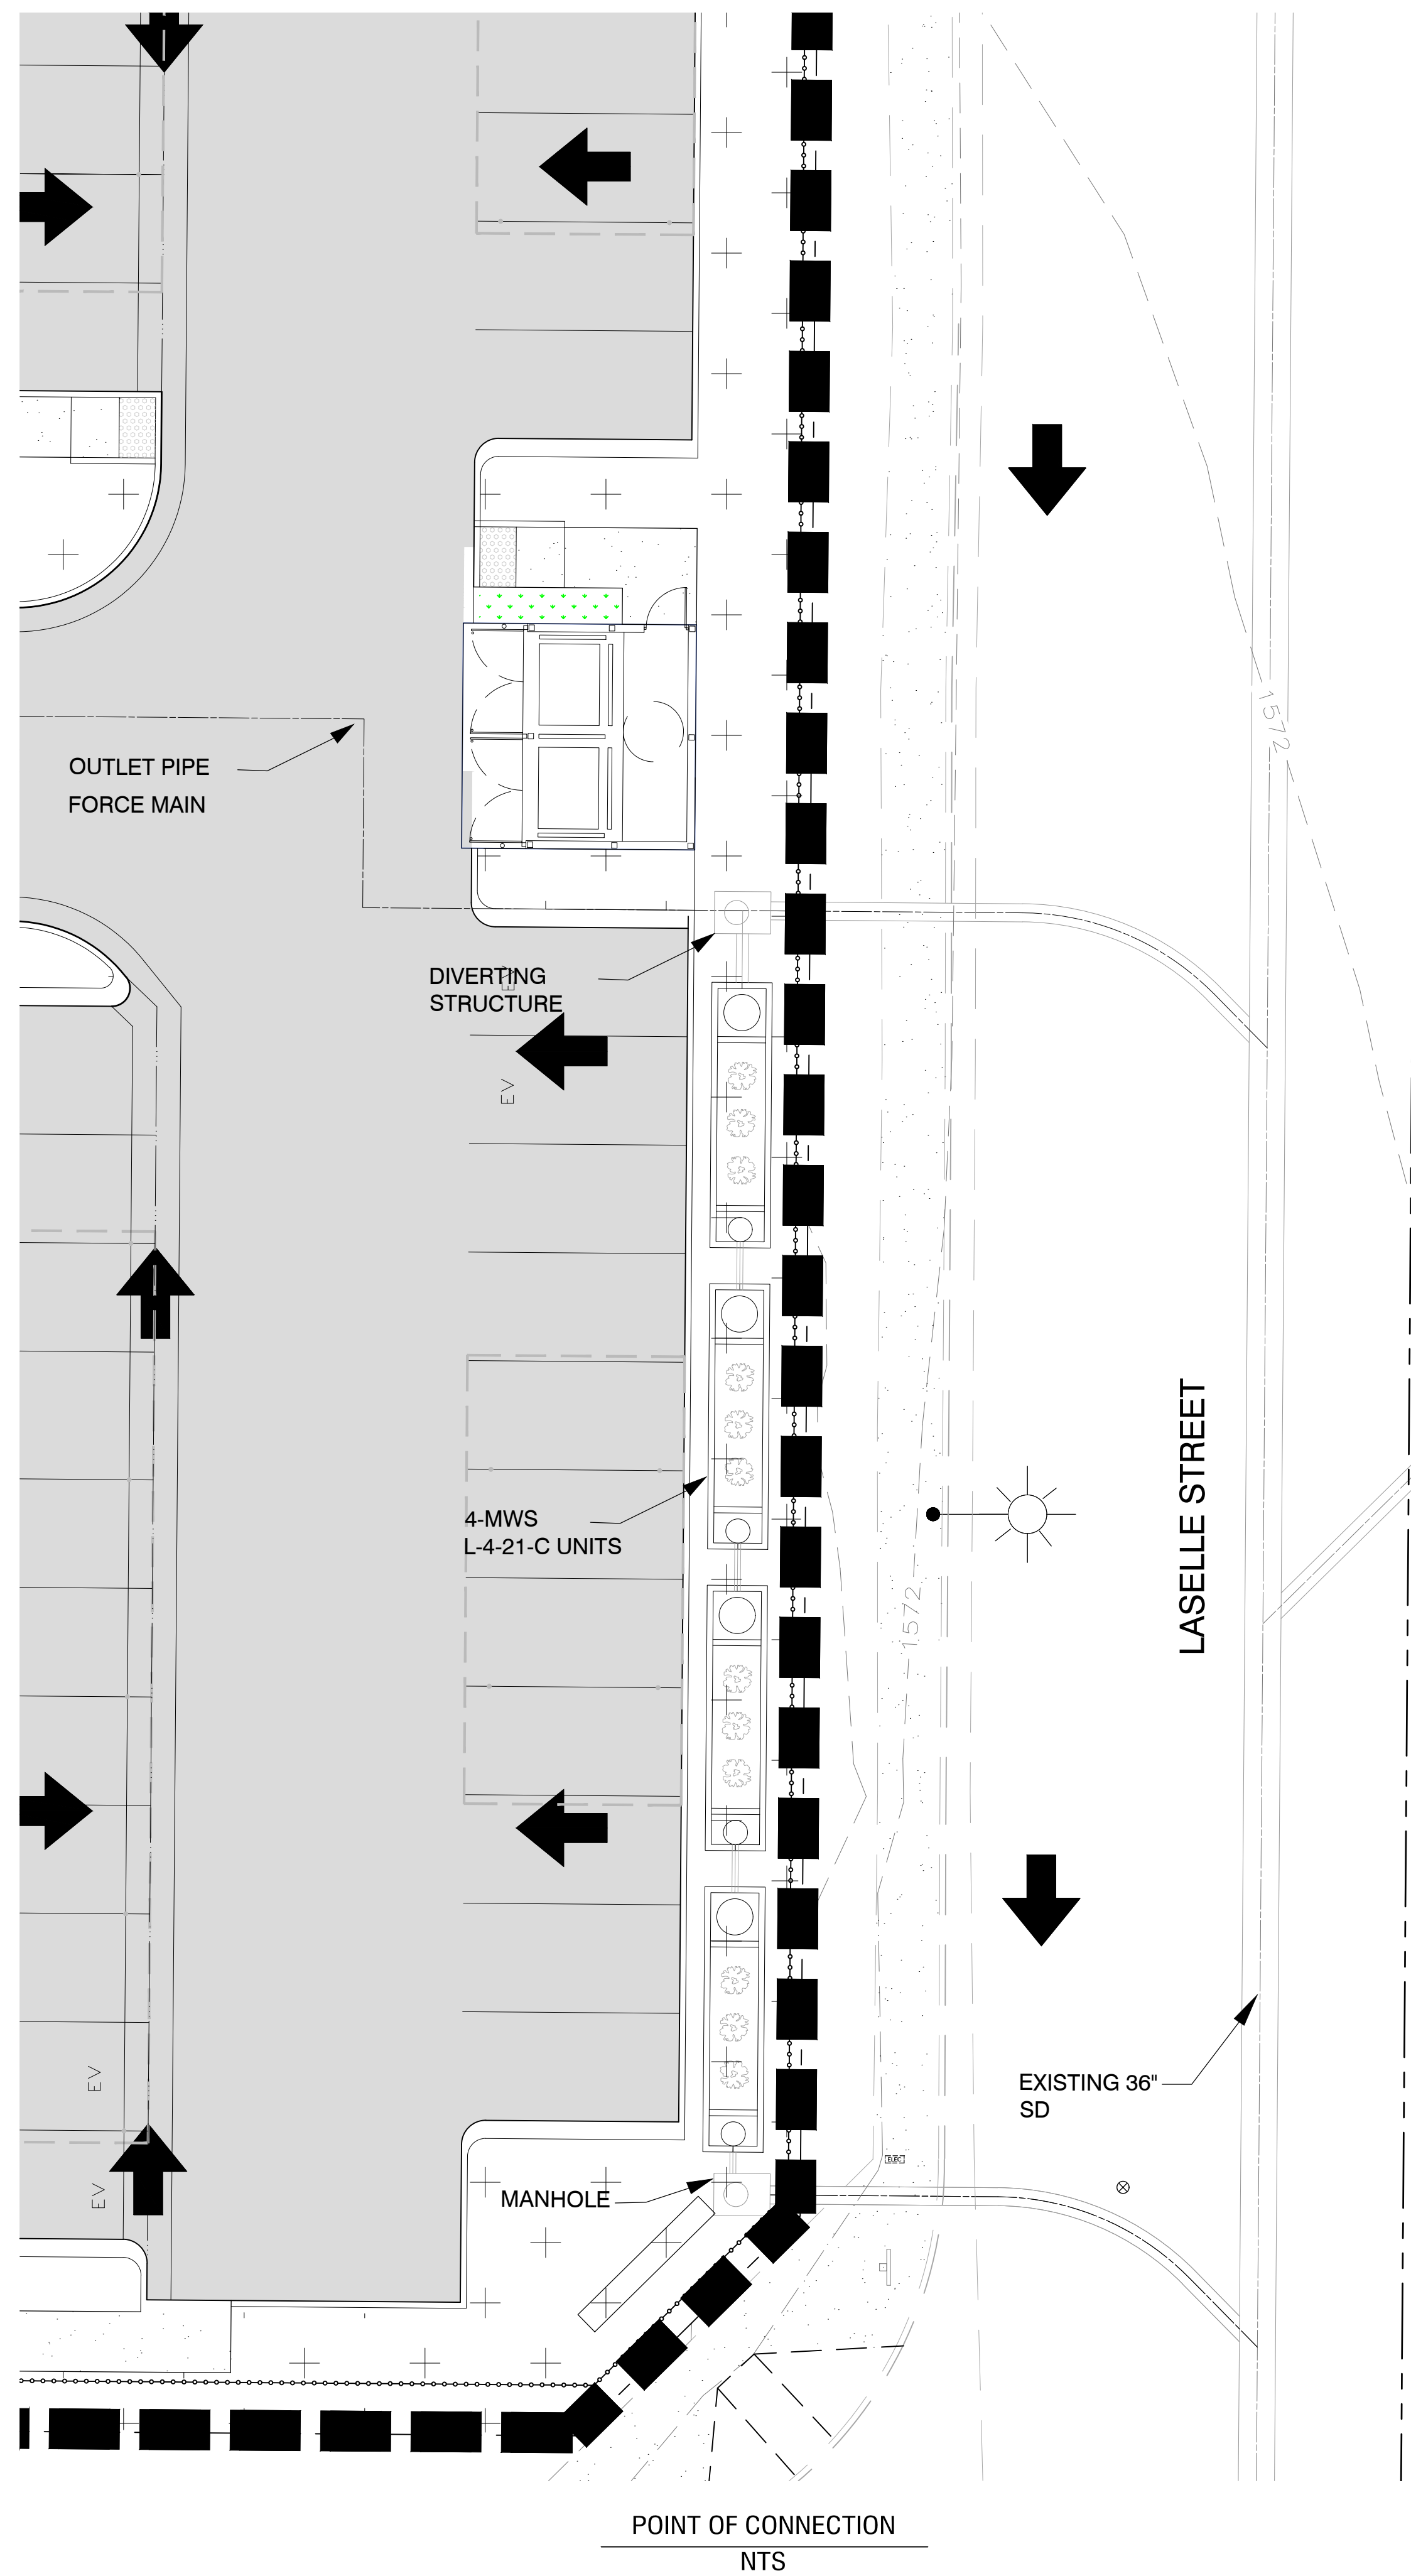 1572
OUTLET PIPE
FORCE MAIN
DIVERTING
STRUCTURE
EV
EV
LASELLE STREET
4-MWS
L-4-21-C UNITS
1572
EV
EXISTING 36"
SD
EV
MANHOLE
POINT OF CONNECTION
NTS